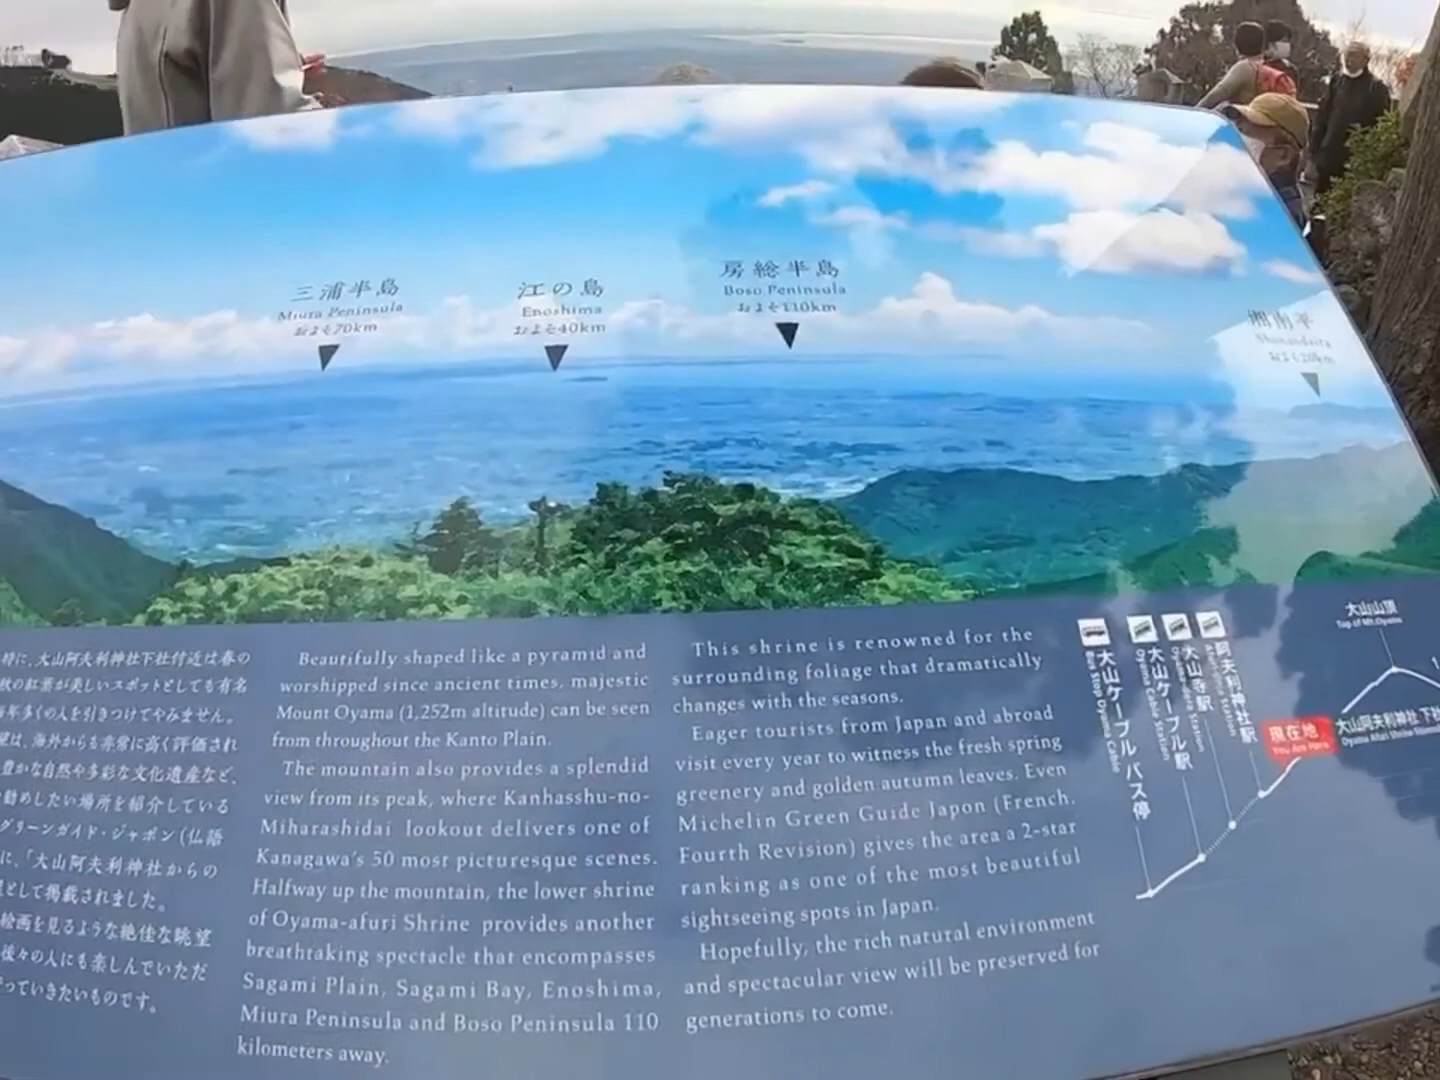 三浦半島
Miura Peninsula
およそ70km
江の島
Enoshima
およそ40km
房総半島
Boso Peninsula
およそ110km
湘南平
Shonandaira
およそ20km
特に、大山阿夫利神社下社付近は春の
秋の紅葉が美しいスポットとしても有名
毎年多くの人を引きつけてやみません。
は、海外からも非常に高く評価され
豊かな自然や多彩な文化遺産など、
勧めしたい場所を紹介している
グリーンガイド・ジャポン(仏語
に、「大山阿夫利神社からの
として掲載されました。
絵画を見るような絶佳な眺望
後々の人にも楽しんでいただ
っていきたいものです。
Beautifully shaped like a pyramid and
worshipped since ancient times, majestic
Mount Oyama (1,252m altitude) can be seen
from throughout the Kanto Plain.
The mountain also provides a splendid
view from its peak, where Kanhasshu-no-
Miharashidai lookout delivers one of
Kanagawa's 50 most picturesque scenes.
Halfway up the mountain, the lower shrine
of Oyama-afuri Shrine provides another
breathtaking spectacle that encompasses
Sagami Plain, Sagami Bay, Enoshima,
Miura Peninsula and Boso Peninsula 110
kilometers away.
This shrine is renowned for the
surrounding foliage that dramatically
changes with the seasons.
Eager tourists from Japan and abroad
visit every year to witness the fresh spring
greenery and golden autumn leaves. Even
Michelin Green Guide Japon (French,
Fourth Revision) gives the area a 2-star
ranking as one of the most beautiful
sightseeing spots in Japan.
Hopefully, the rich natural environment
and spectacular view will be preserved for
generations to come.
大山ケーブルバス停
Bus Stop Oyama Cable
大山ケーブル駅
Oyama Cable Station
大山寺駅
Oyama-dera Station
阿夫利神社駅
Afuri Station
現在地
You Are Here
大山阿夫利神社 下社
Oyama Afuri Shrine
大山山頂
Top of Mt.Oyama